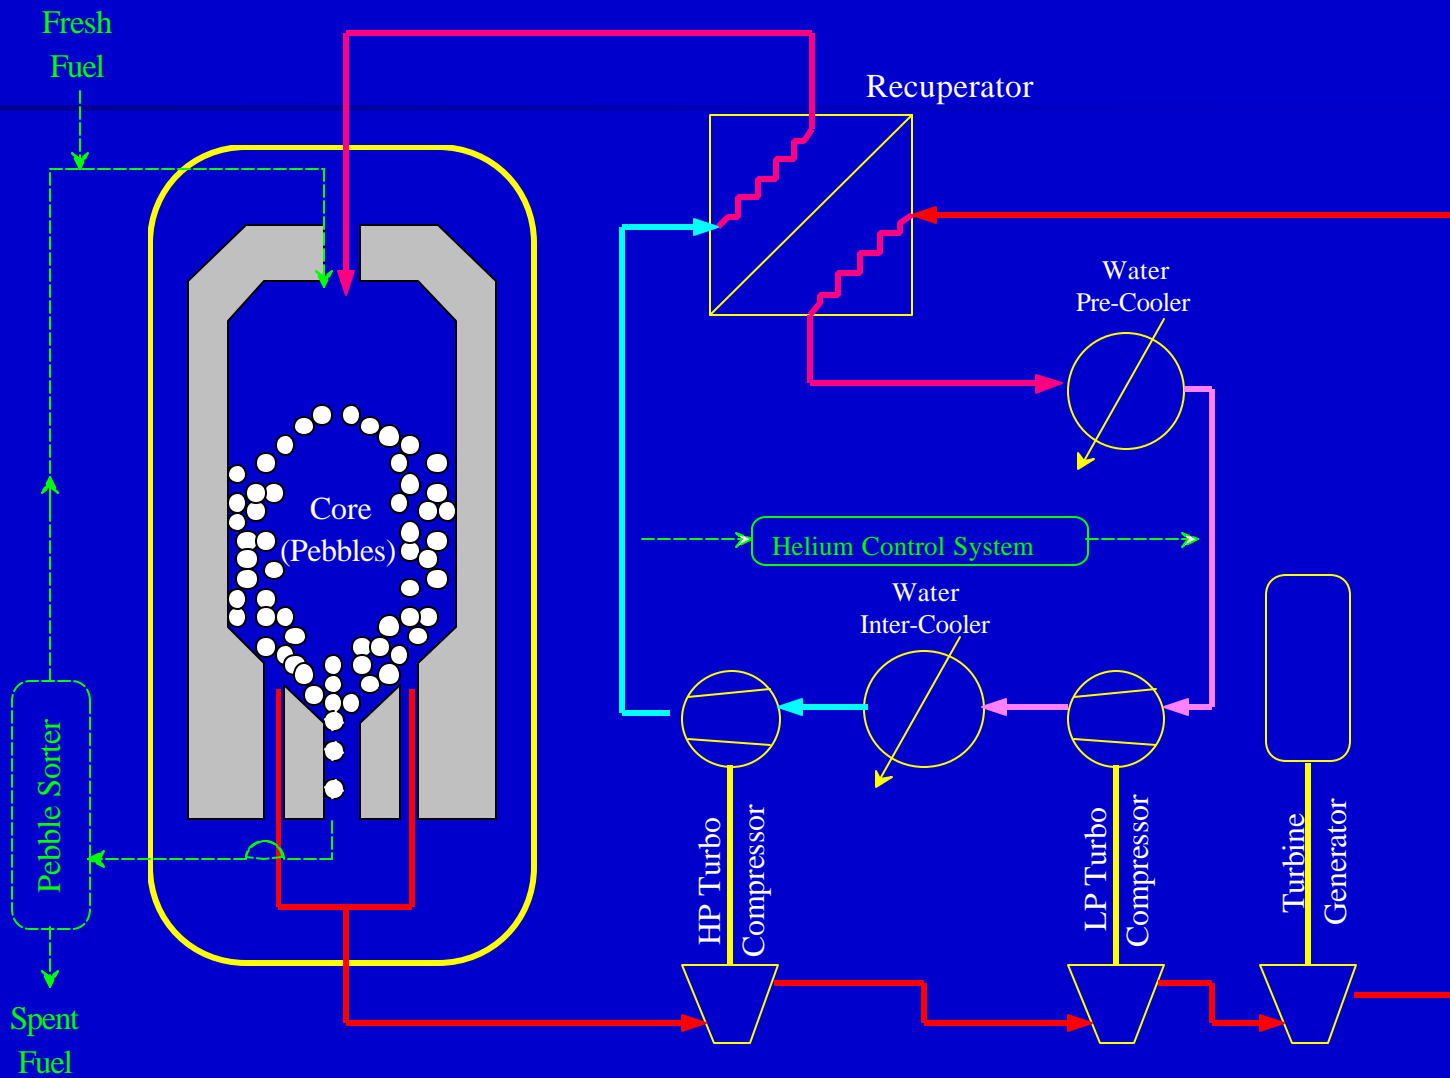 Fresh
Fuel
Recuperator
Water
Pre-Cooler
Core
(Pebbles)
Helium Control System
Water
Inter-Cooler
Pebble Sorter
HP Turbo
Compressor
LP Turbo
Compressor
Turbine
Generator
Spent
Fuel